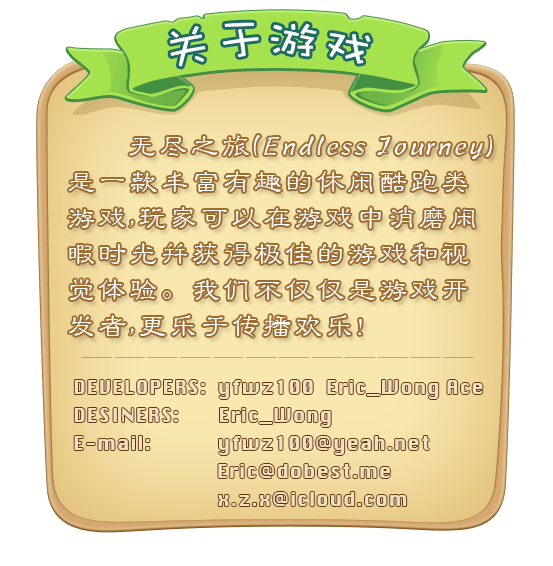 关于游戏
无尽之旅(Endless Journey)
是一款丰富有趣的休闲酷跑类
游戏,玩家可以在游戏中消磨闲
暇时光并获得极佳的游戏和视
觉体验。我们不仅仅是游戏开
发者,更乐于传播欢乐!
DEVELOPERS: yfwz100 Eric_Wong Ace
DESINERS: Eric_Wong
E-mail: yfwz100@yeah.net
Eric@dobest.me
x.z.x@icloud.com